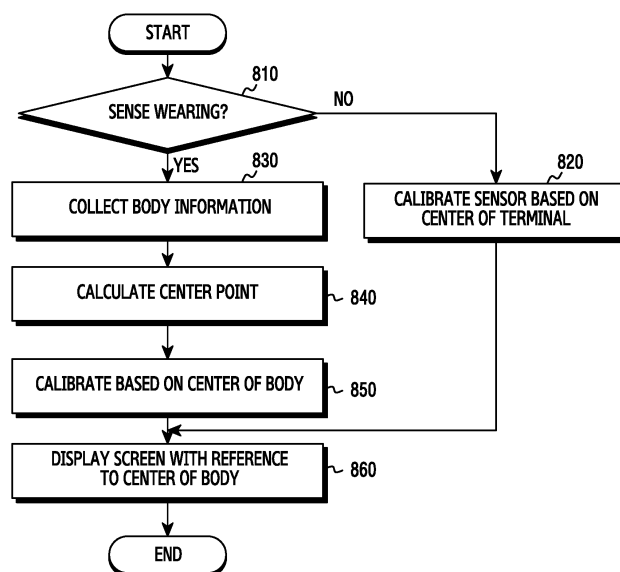 START
810
SENSE WEARING?
NO
YES
830
820
COLLECT BODY INFORMATION
CALIBRATE SENSOR BASED ON
CENTER OF TERMINAL
CALCULATE CENTER POINT
840
CALIBRATE BASED ON CENTER OF BODY
850
DISPLAY SCREEN WITH REFERENCE
TO CENTER OF BODY
860
END